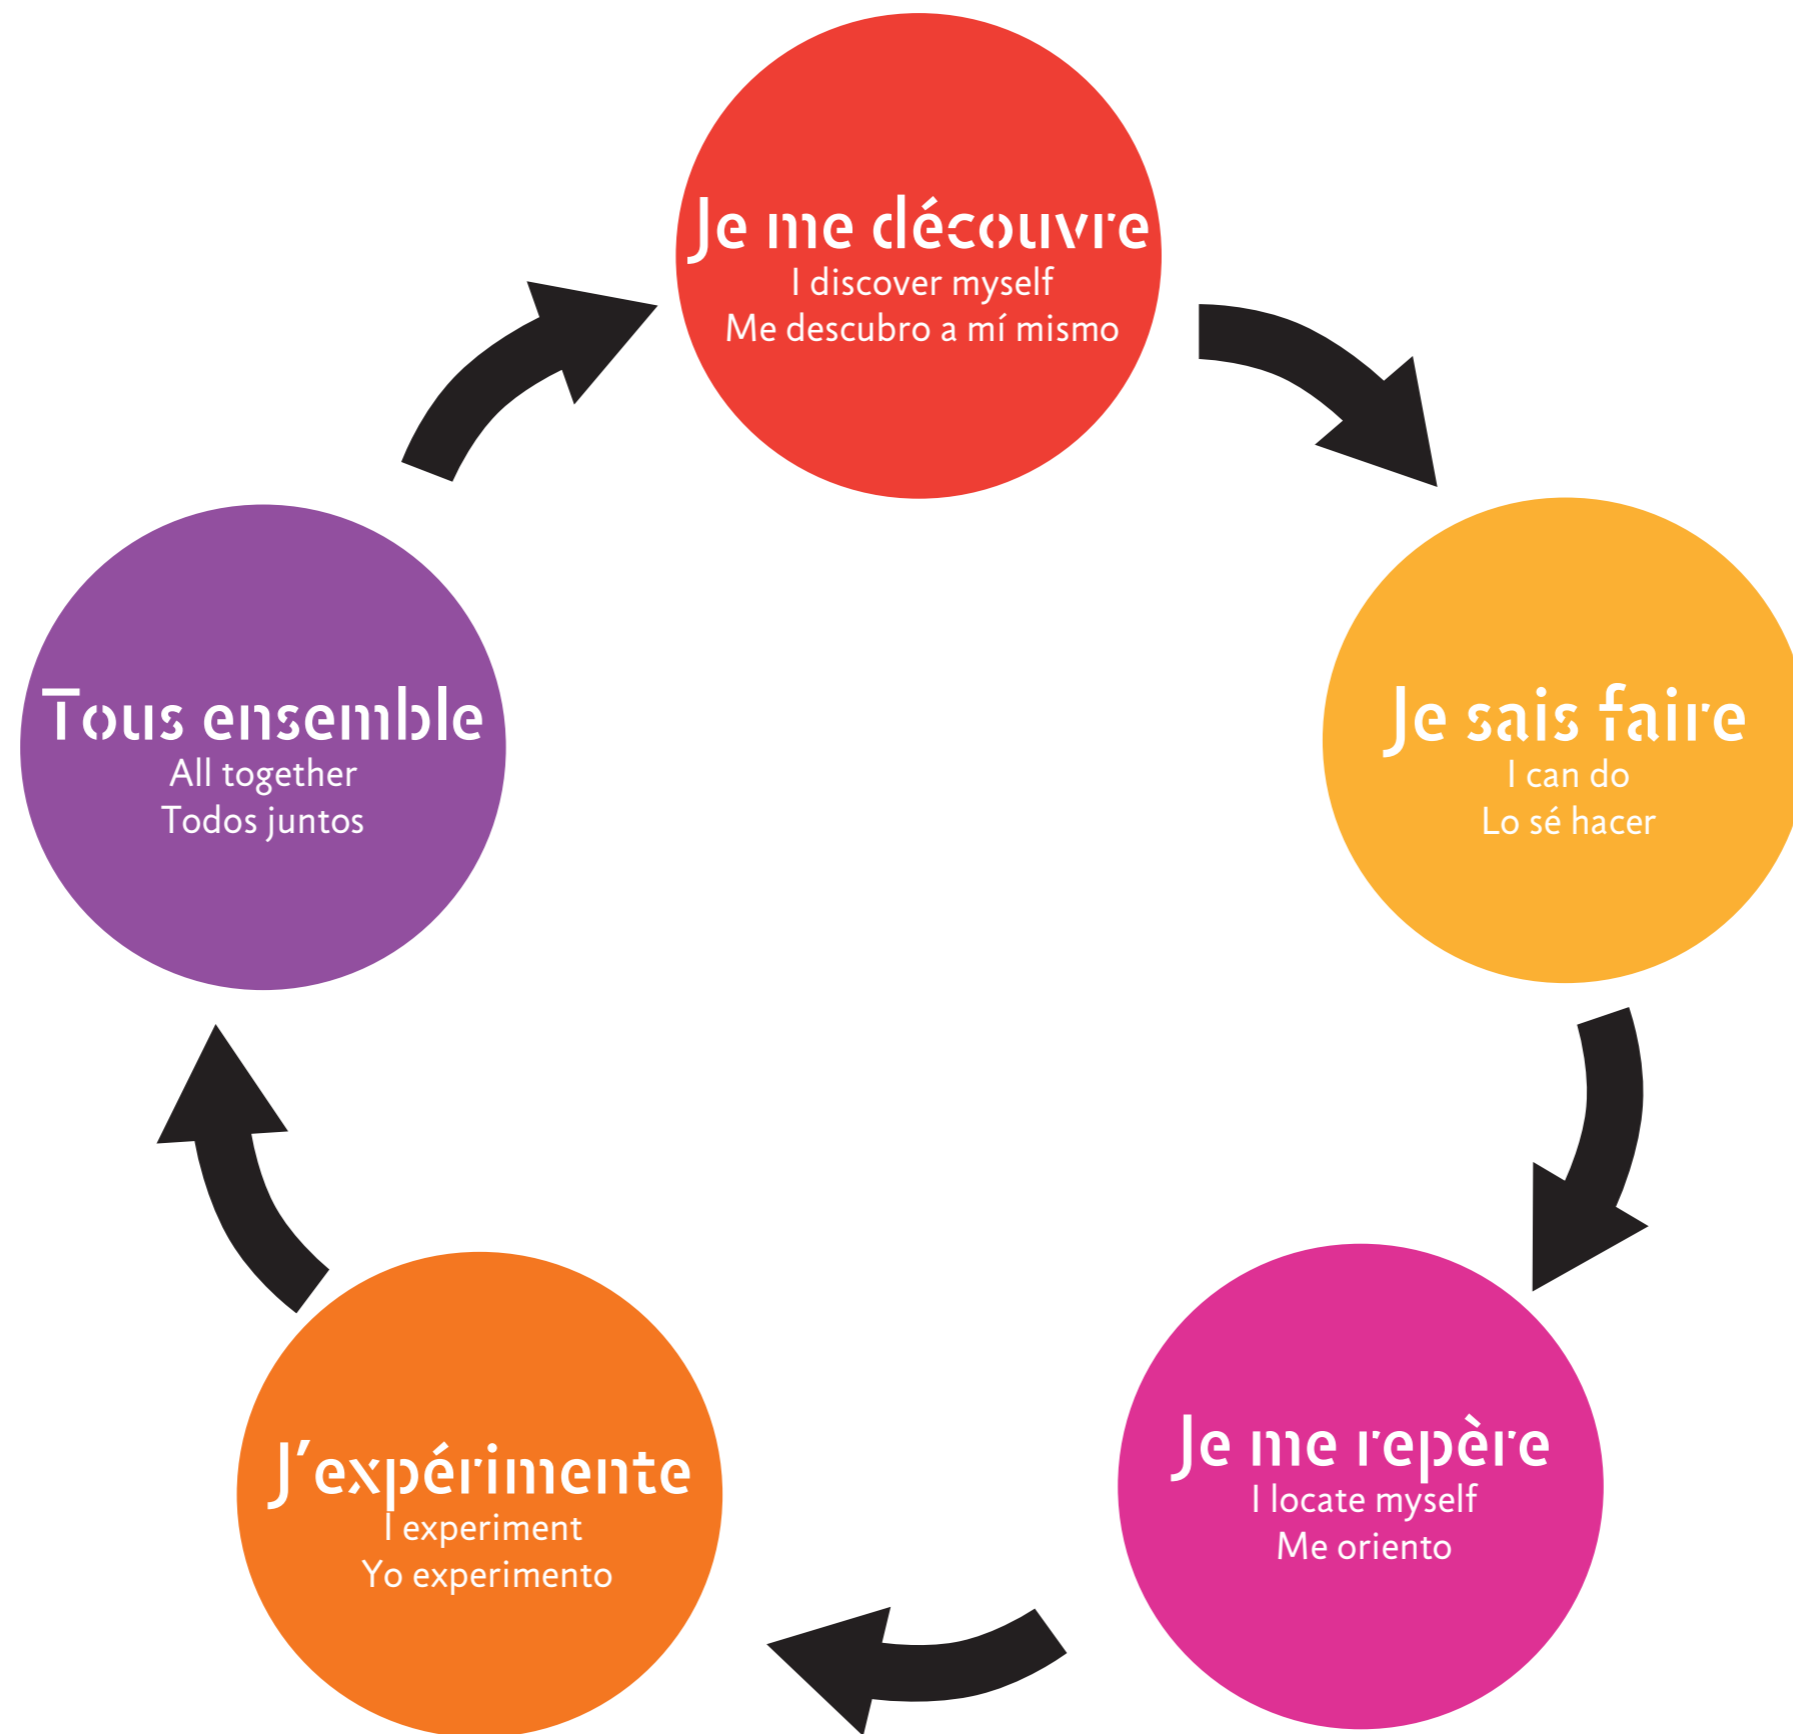 Je me découvre
I discover myself
Me descubro a mí mismo
Je sais faire
I can do
Lo sé hacer
Je me repère
I locate myself
Me oriento
J'expérimente
I experiment
Yo experimento
Tous ensemble
All together
Todos juntos